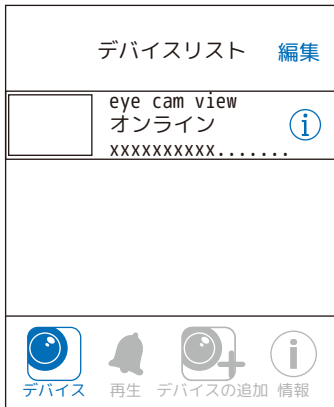 デバイスリスト 編集
eye cam view
オンライン
xxxxxxxxxx.......
デバイス 再生 デバイスの追加 情報